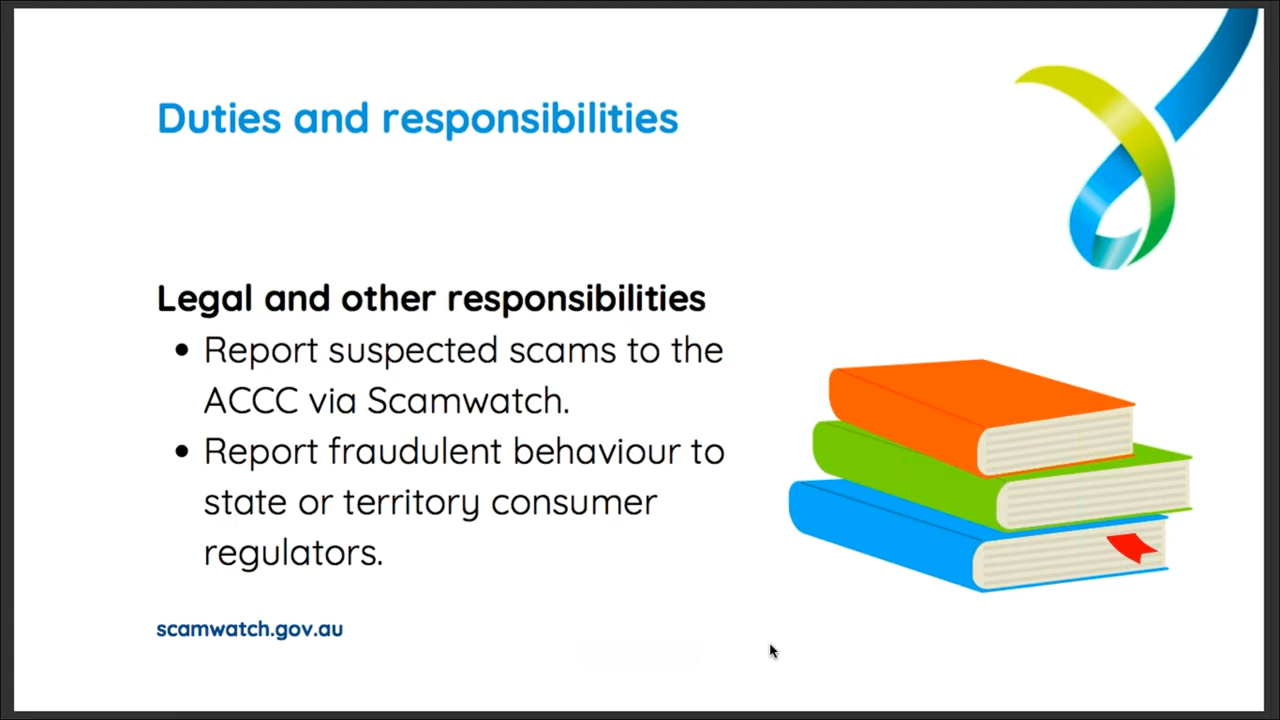 Duties and responsibilities
Legal and other responsibilities
• Report suspected scams to the
ACCC via Scamwatch.
• Report fraudulent behaviour to
state or territory consumer
regulators.
scamwatch.gov.au